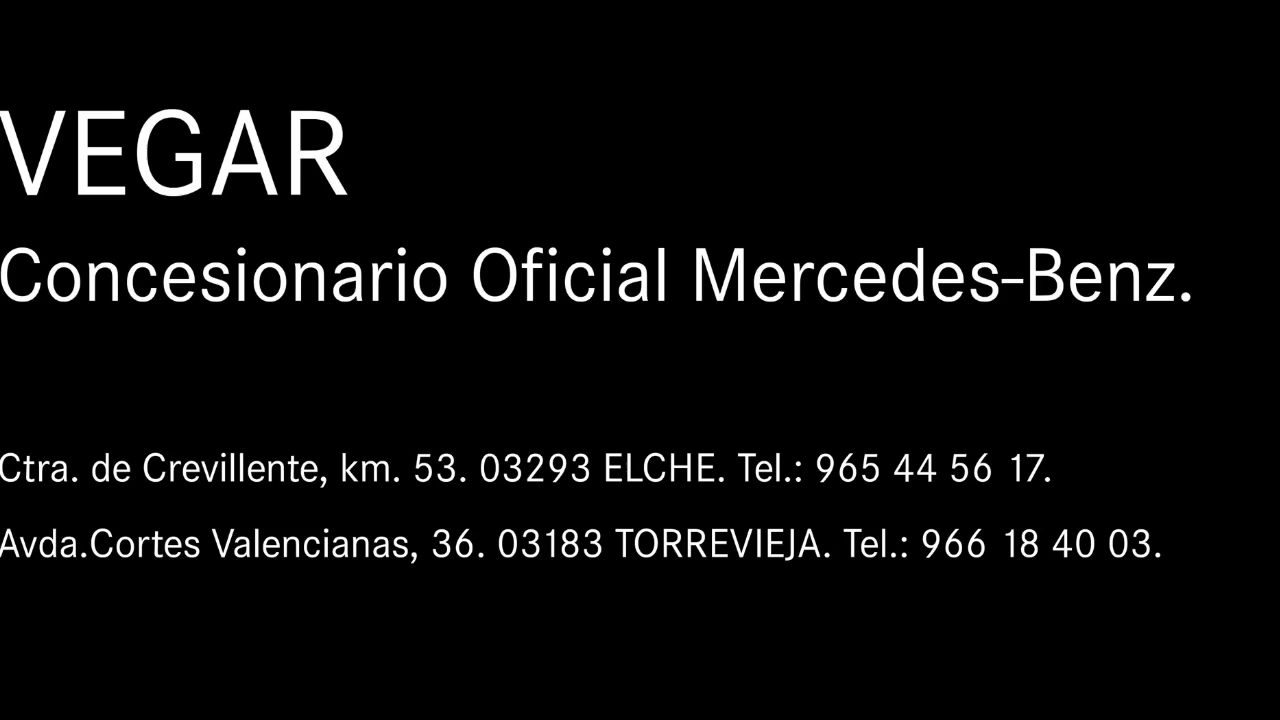 VEGAR
Concesionario Oficial Mercedes-Benz.
Ctra. de Crevillente, km. 53. 03293 ELCHE. Tel.: 965 44 56 17.
Avda.Cortes Valencianas, 36. 03183 TORREVIEJA. Tel.: 966 18 40 03.